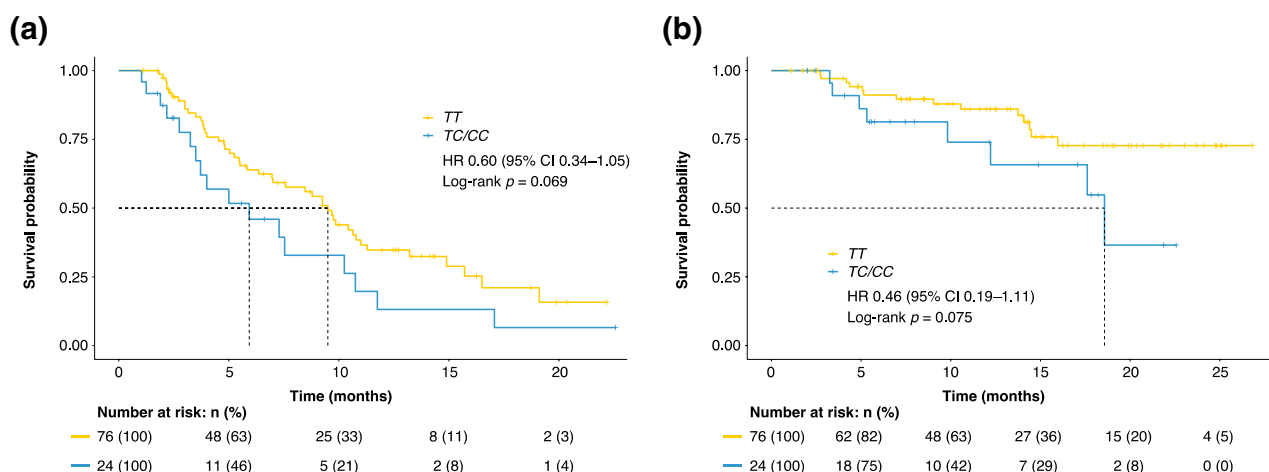 (a)
Survival probability
1.00
0.75
0.50
0.25
0.00
TT
TC/CC
HR 0.60 (95% CI 0.34–1.05)
Log-rank p = 0.069
0 5 10 15 20
Time (months)
Number at risk: n (%)
76 (100) 48 (63) 25 (33) 8 (11) 2 (3)
24 (100) 11 (46) 5 (21) 2 (8) 1 (4)
(b)
Survival probability
1.00
0.75
0.50
0.25
0.00
TT
TC/CC
HR 0.46 (95% CI 0.19–1.11)
Log-rank p = 0.075
0 5 10 15 20 25
Time (months)
Number at risk: n (%)
76 (100) 62 (82) 48 (63) 27 (36) 15 (20) 4 (5)
24 (100) 18 (75) 10 (42) 7 (29) 2 (8) 0 (0)